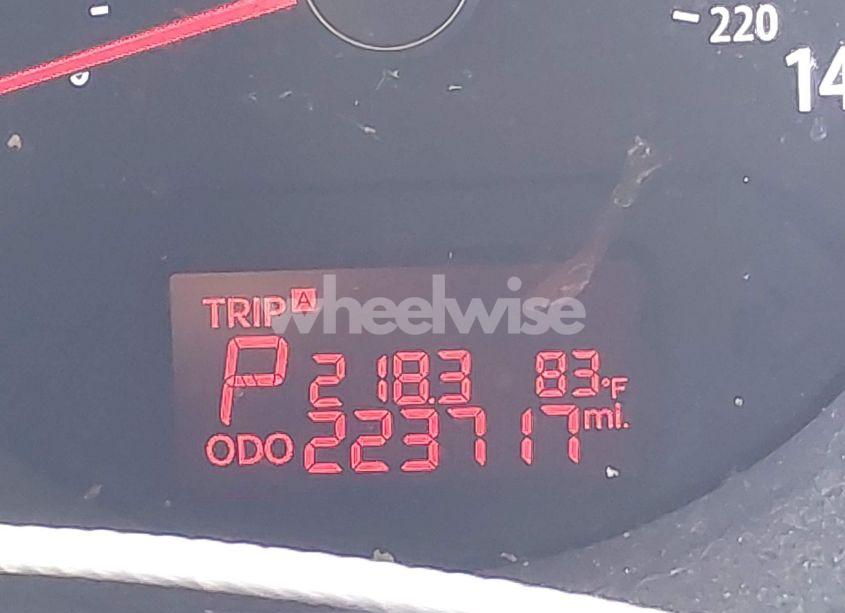 220
14
TRIP A
wheelwise
P 218.3 83°F
ODO 223717 mi.